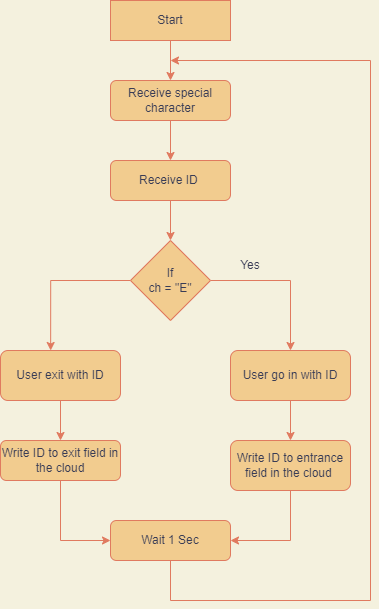 Start
Receive special
character
Receive ID
If
ch = "E"
Yes
User exit with ID
User go in with ID
Write ID to exit field in
the cloud
Write ID to entrance
field in the cloud
Wait 1 Sec